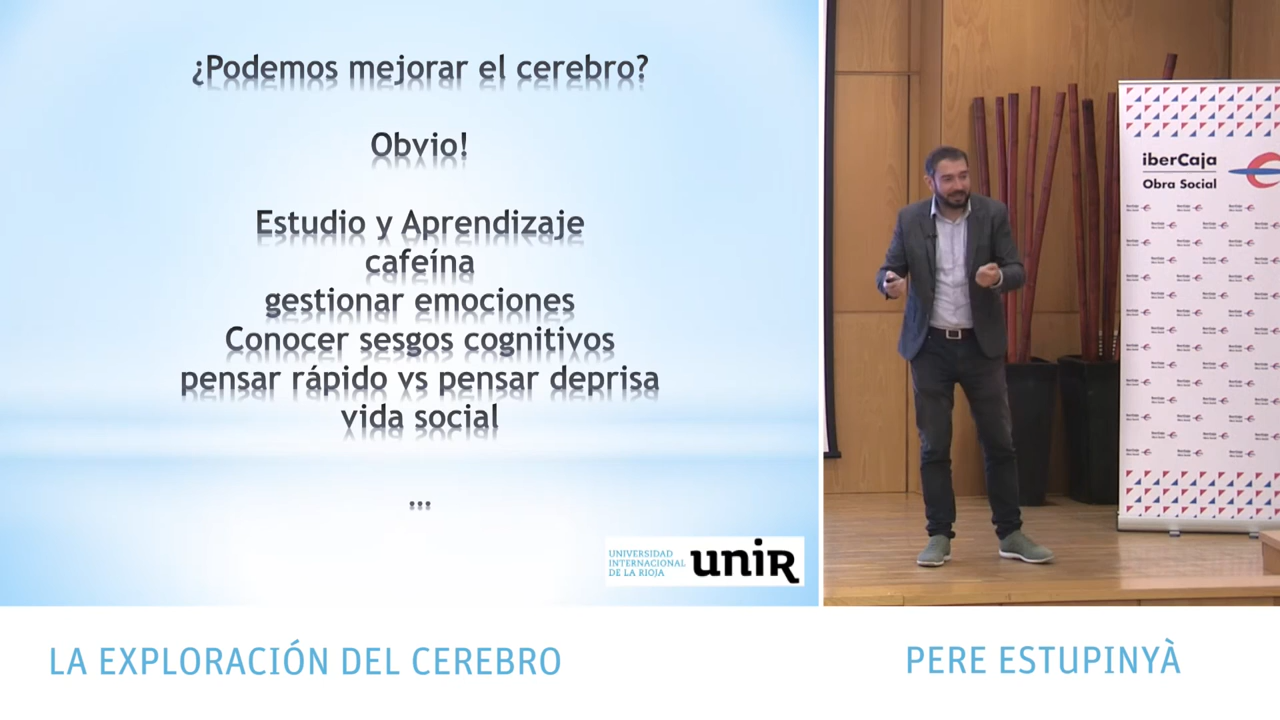 ¿Podemos mejorar el cerebro?
Obvio!
Estudio y Aprendizaje
cafeína
gestionar emociones
Conocer sesgos cognitivos
pensar rápido vs pensar deprisa
vida social
...
UNIVERSIDAD
INTERNACIONAL
DE LA RIOJA
unir
iberCaja
Obra Social
LA EXPLORACIÓN DEL CEREBRO
PERE ESTUPINYÀ